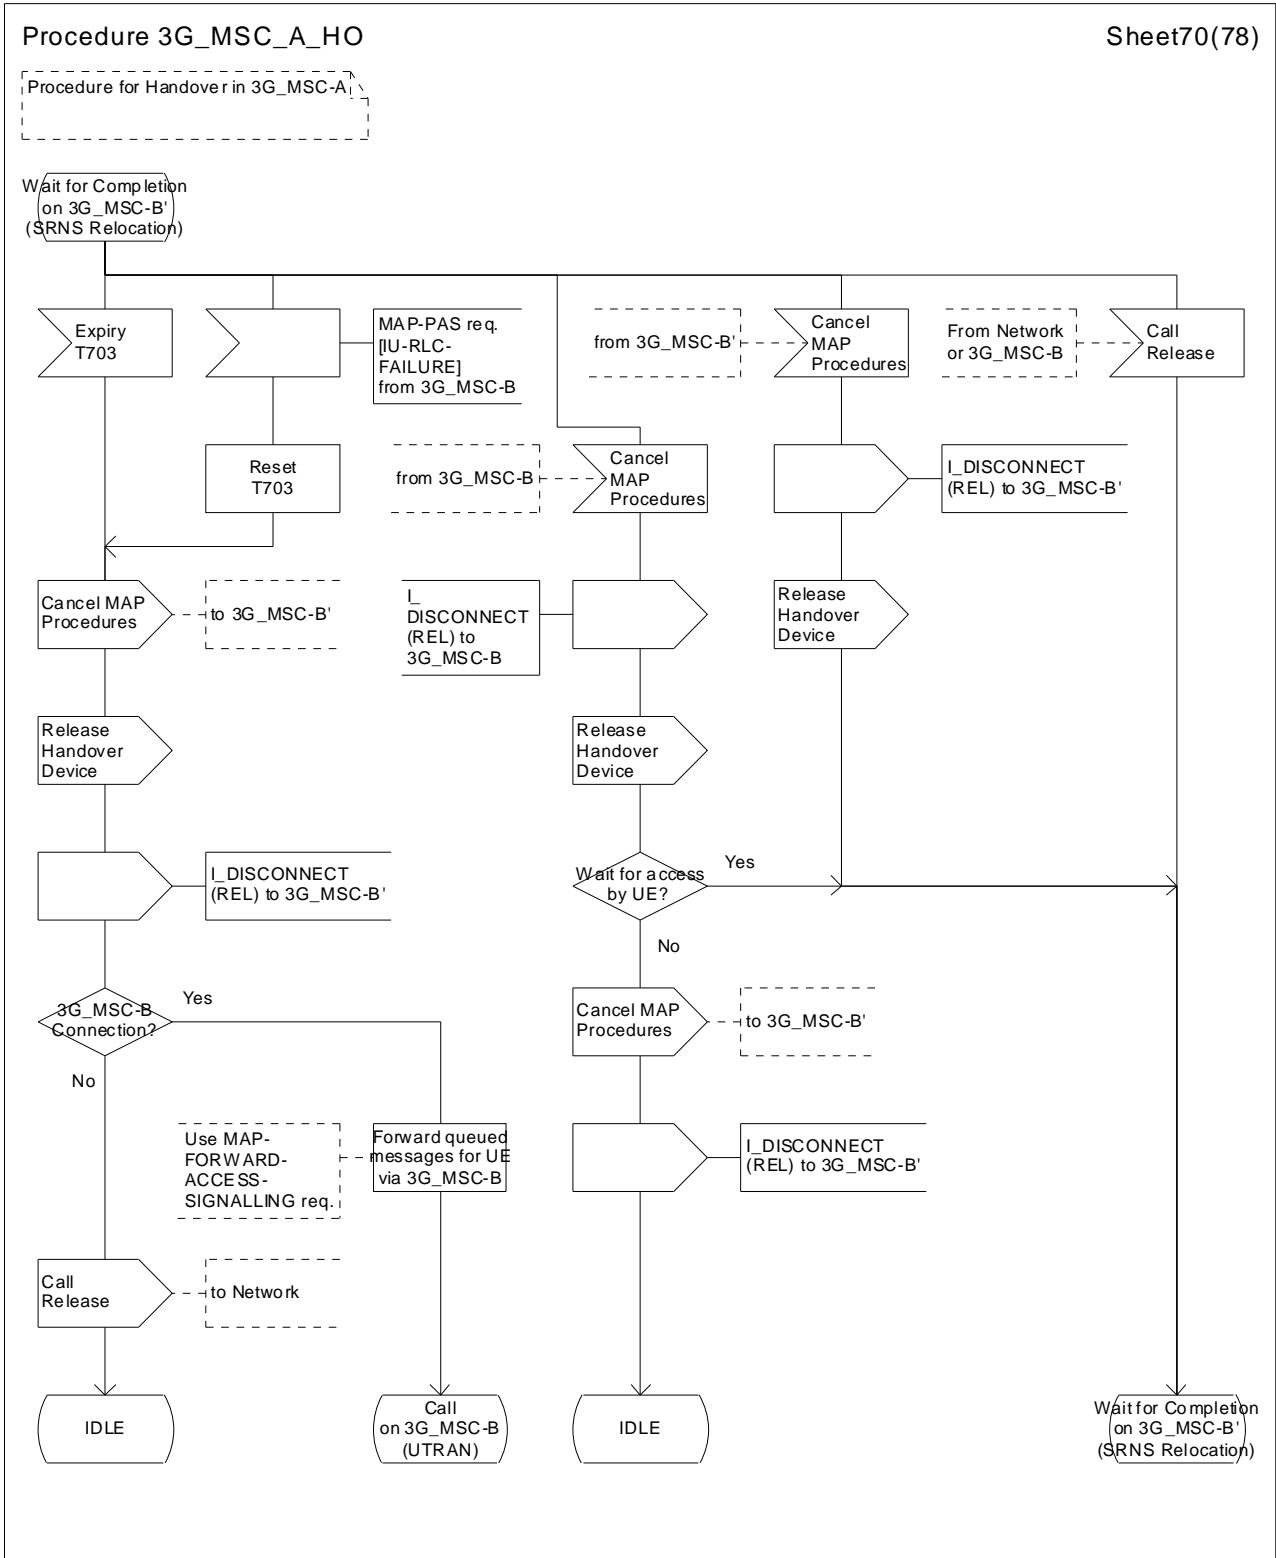 Procedure 3G_MSC_A_HO
Sheet70(78)
Procedure for Handover in 3G_MSC-A
Wait for Completion
on 3G_MSC-B'
(SRNS Relocation)
Expiry
T703
MAP-PAS req.
[IU-RLC-
FAILURE]
from 3G_MSC-B
from 3G_MSC-B'
Cancel
MAP
Procedures
From Network
or 3G_MSC-B
Call
Release
Reset
T703
from 3G_MSC-B
Cancel
MAP
Procedures
I_DISCONNECT
(REL) to 3G_MSC-B'
Cancel MAP
Procedures
to 3G_MSC-B'
I_
DISCONNECT
(REL) to
3G_MSC-B
Release
Handover
Device
Release
Handover
Device
Release
Handover
Device
I_DISCONNECT
(REL) to 3G_MSC-B'
Wait for access
by UE?
Yes
No
3G_MSC-B
Connection?
Yes
No
Cancel MAP
Procedures
to 3G_MSC-B'
Use MAP-
FORWARD-
ACCESS-
SIGNALLING req.
Forward queued
messages for UE
via 3G_MSC-B
I_DISCONNECT
(REL) to 3G_MSC-B'
Call
Release
to Network
IDLE
Call
on 3G_MSC-B
(UTRAN)
IDLE
Wait for Completion
on 3G_MSC-B'
(SRNS Relocation)